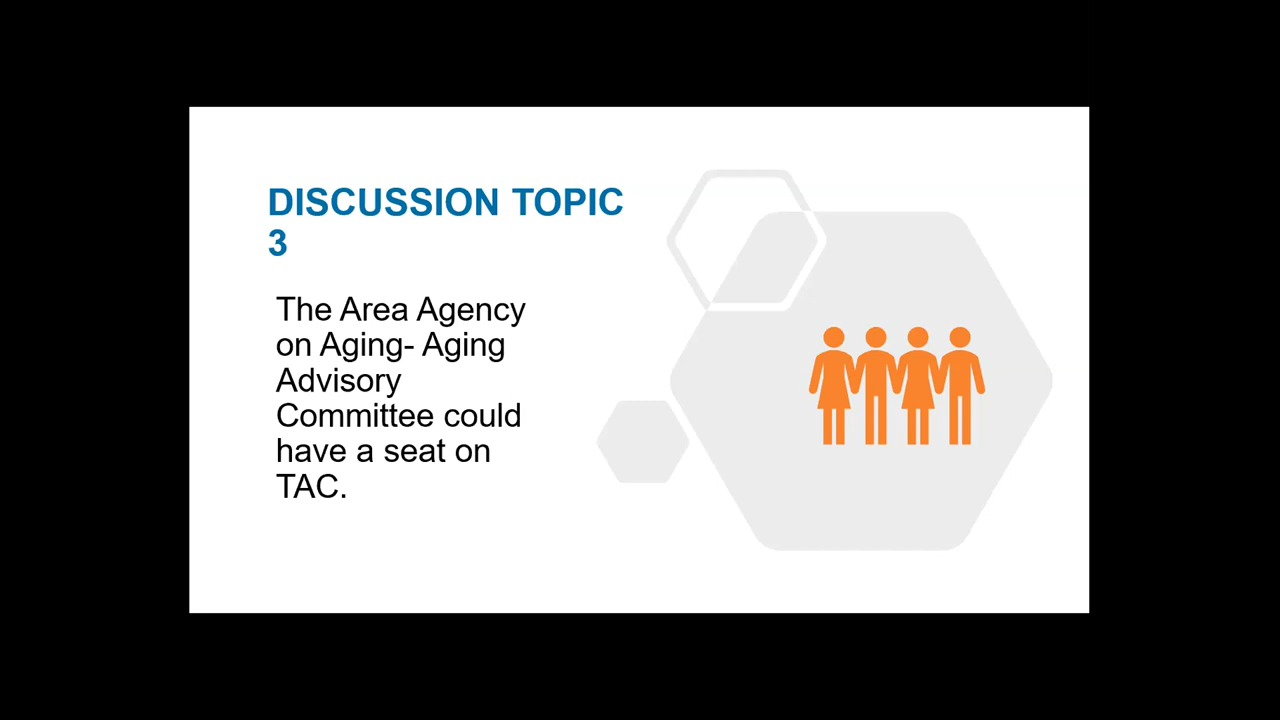 DISCUSSION TOPIC
3
The Area Agency
on Aging- Aging
Advisory
Committee could
have a seat on
TAC.